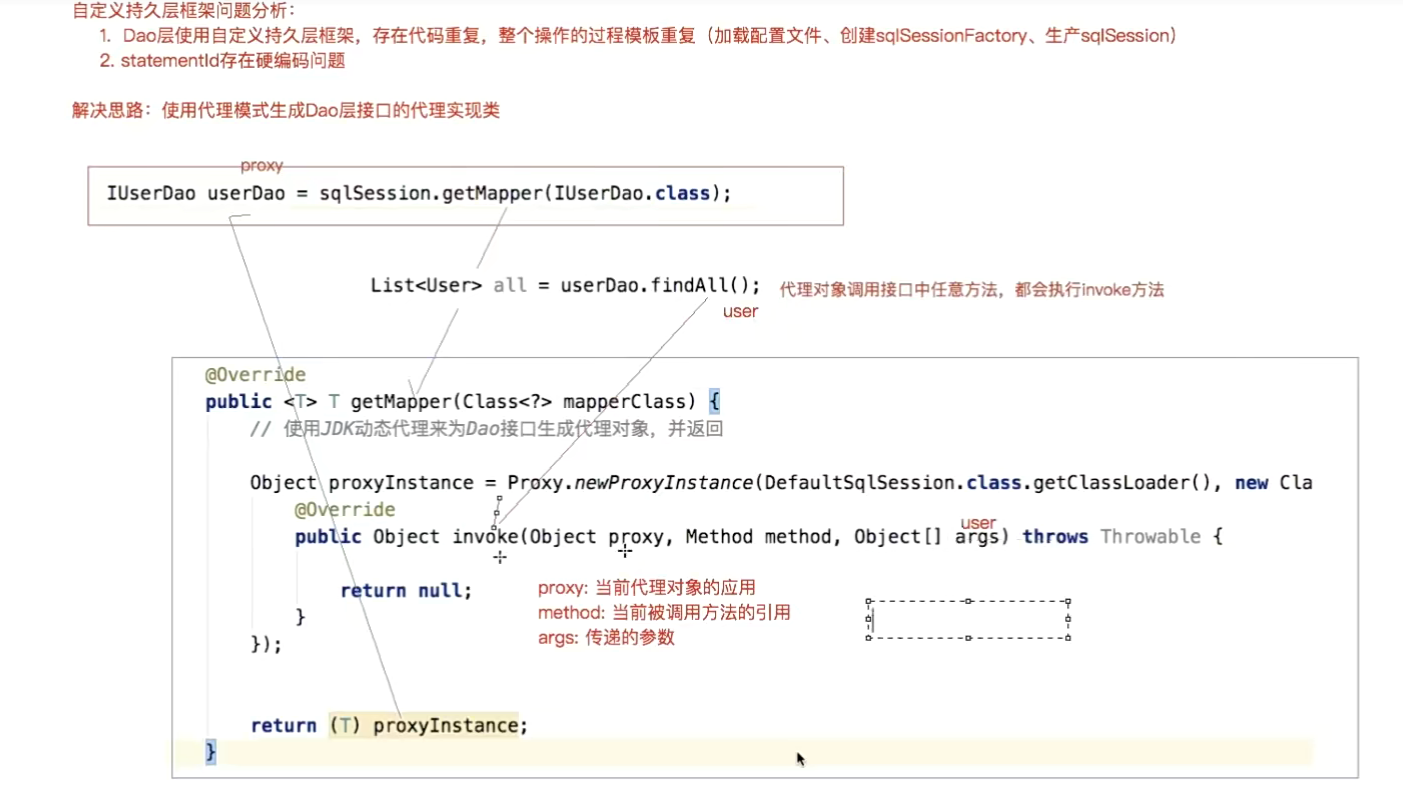 自定义持久层框架问题分析：
1. Dao层使用自定义持久层框架，存在代码重复，整个操作的过程模板重复（加载配置文件、创建sqlSessionFactory、生产sqlSession）
2. statementId存在硬编码问题
解决思路：使用代理模式生成Dao层接口的代理实现类
proxy
IUserDao userDao = sqlSession.getMapper(IUserDao.class);
List<User> all = userDao.findAll(); 代理对象调用接口中任意方法，都会执行invoke方法
user
@Override
public <T> T getMapper(Class<?> mapperClass) {
// 使用JDK动态代理来为Dao接口生成代理对象，并返回
Object proxyInstance = Proxy.newProxyInstance(DefaultSqlSession.class.getClassLoader(), new Cla
@Override
user
public Object invoke(Object proxy, Method method, Object[] args) throws Throwable {
return null;
proxy: 当前代理对象的应用
method: 当前被调用方法的引用
}
args: 传递的参数
});
return (T) proxyInstance;
}